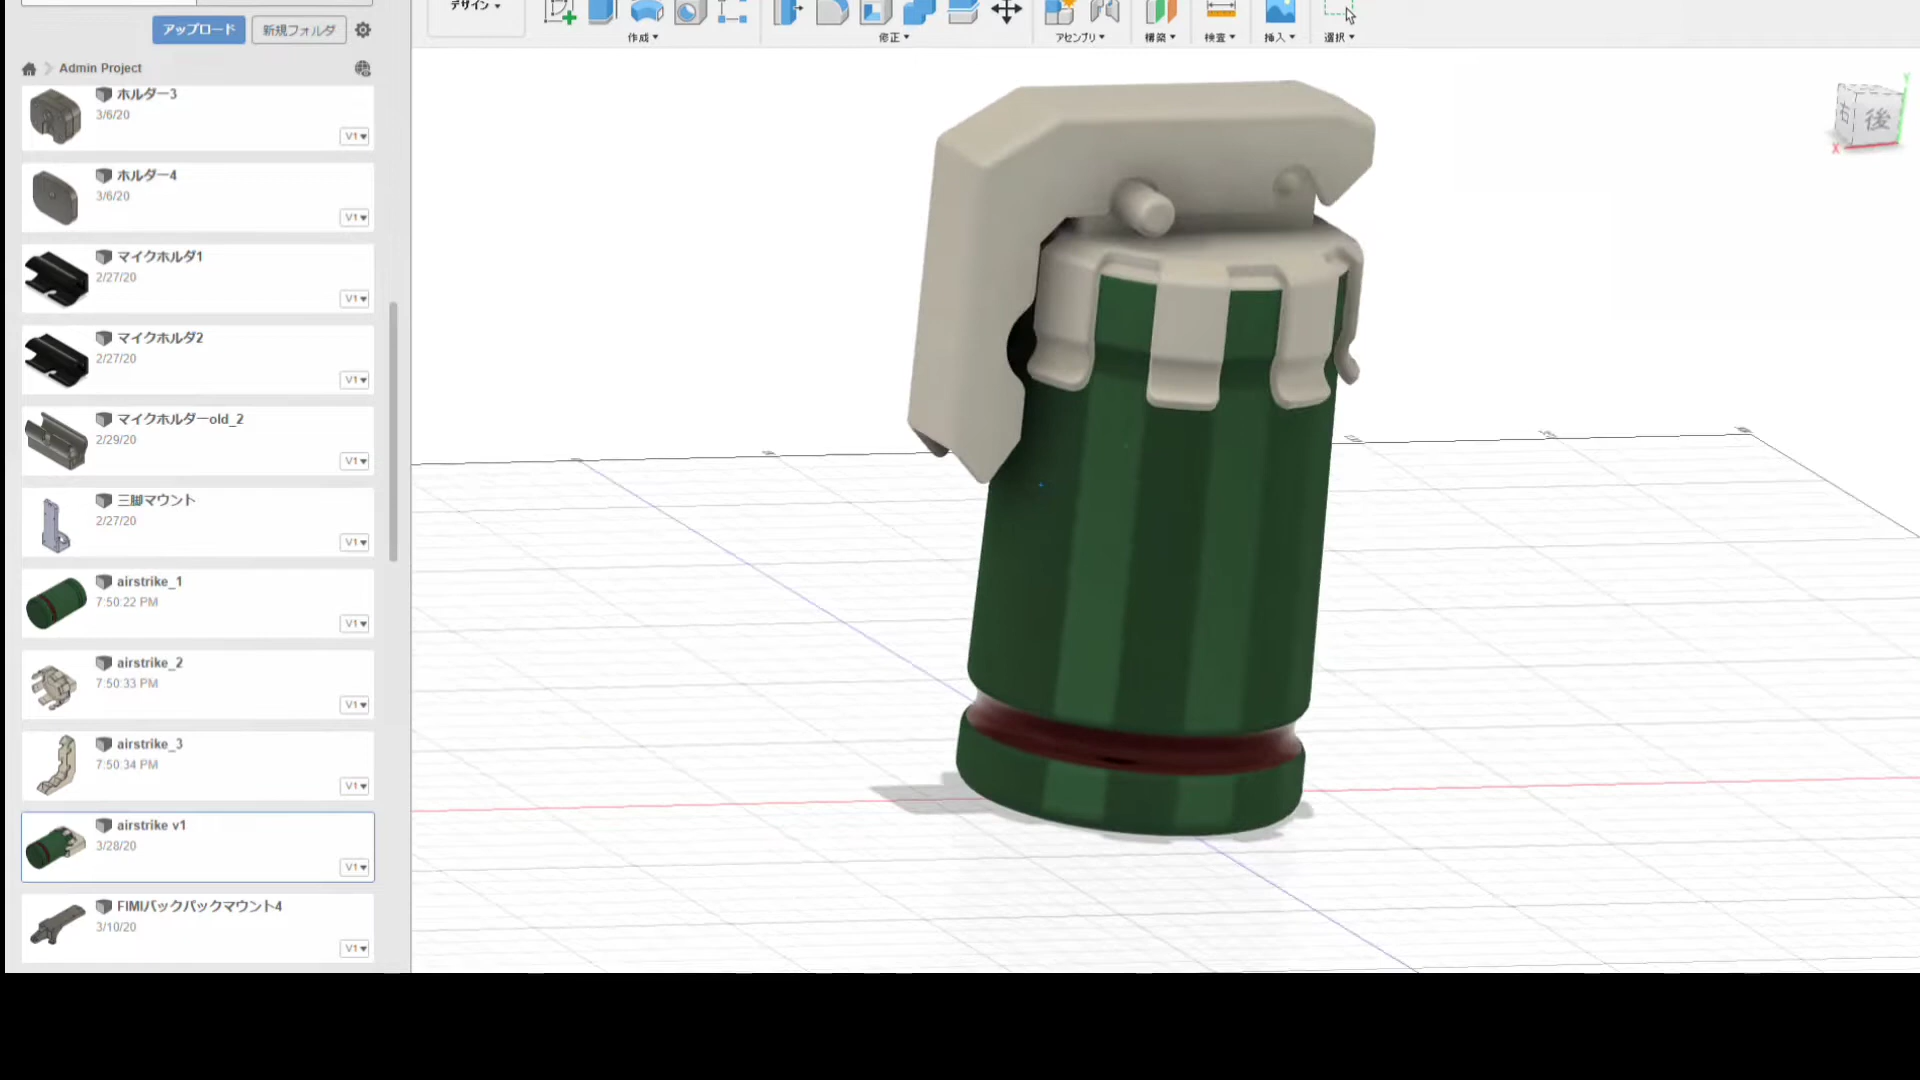 デザイン
作成
修正
アセンブリ
構築
検査
挿入
選択
アップロード
新規フォルダ
Admin Project
ホルダー3
3/6/20
V1
ホルダー4
3/6/20
V1
マイクホルダ1
2/27/20
V1
マイクホルダ2
2/27/20
V1
マイクホルダーold_2
2/29/20
V1
三脚マウント
2/27/20
V1
airstrike_1
7:50:22 PM
V1
airstrike_2
7:50:33 PM
V1
airstrike_3
7:50:34 PM
V1
airstrike v1
3/28/20
V1
FIMIバックパックマウント4
3/10/20
V1
右
後
X
Y